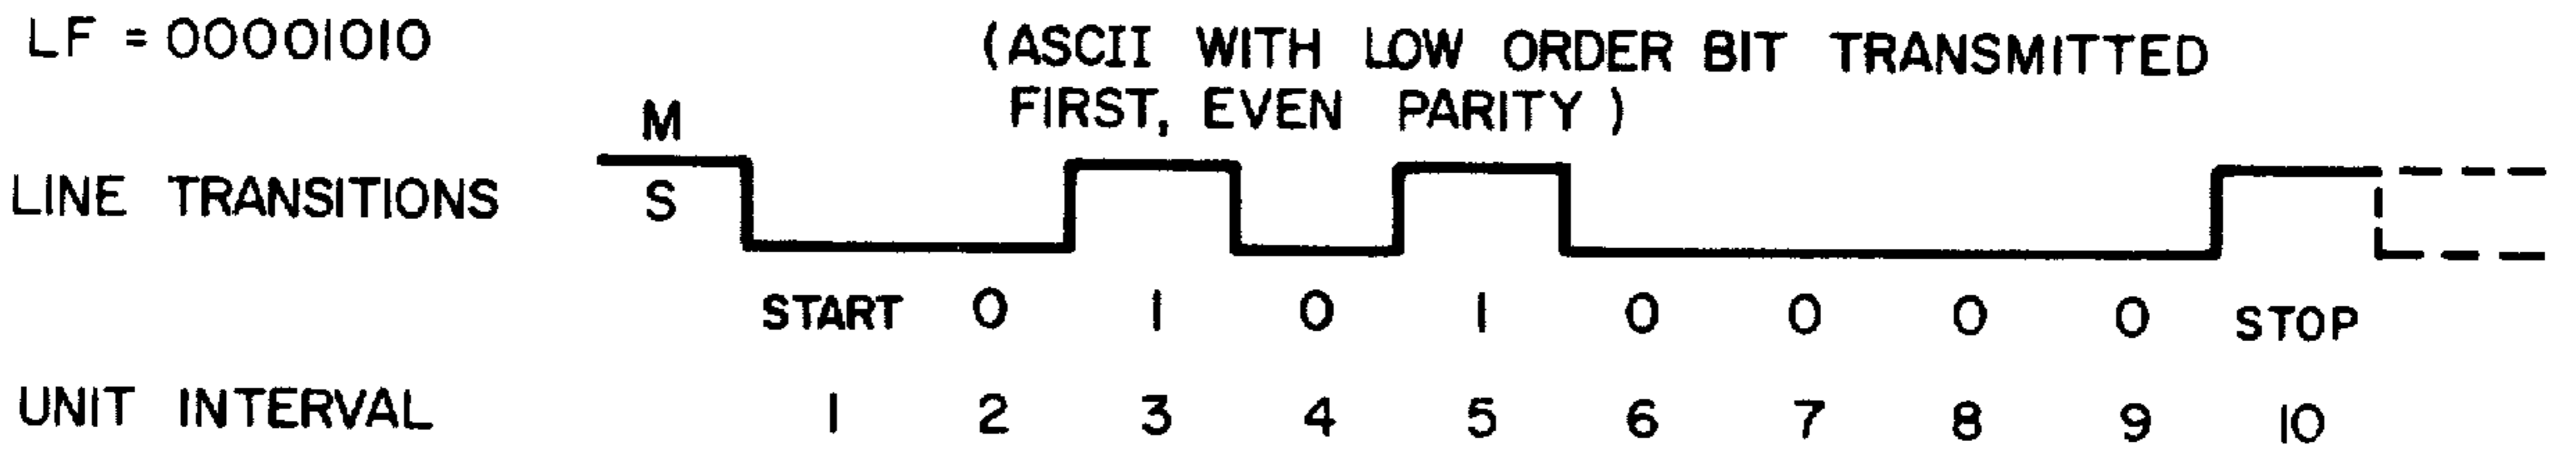 LF = 00001010
(ASCII WITH LOW ORDER BIT TRANSMITTED
FIRST, EVEN PARITY )
M
LINE TRANSITIONS S
START 0 1 0 1 0 0 0 0 STOP
UNIT INTERVAL 1 2 3 4 5 6 7 8 9 10